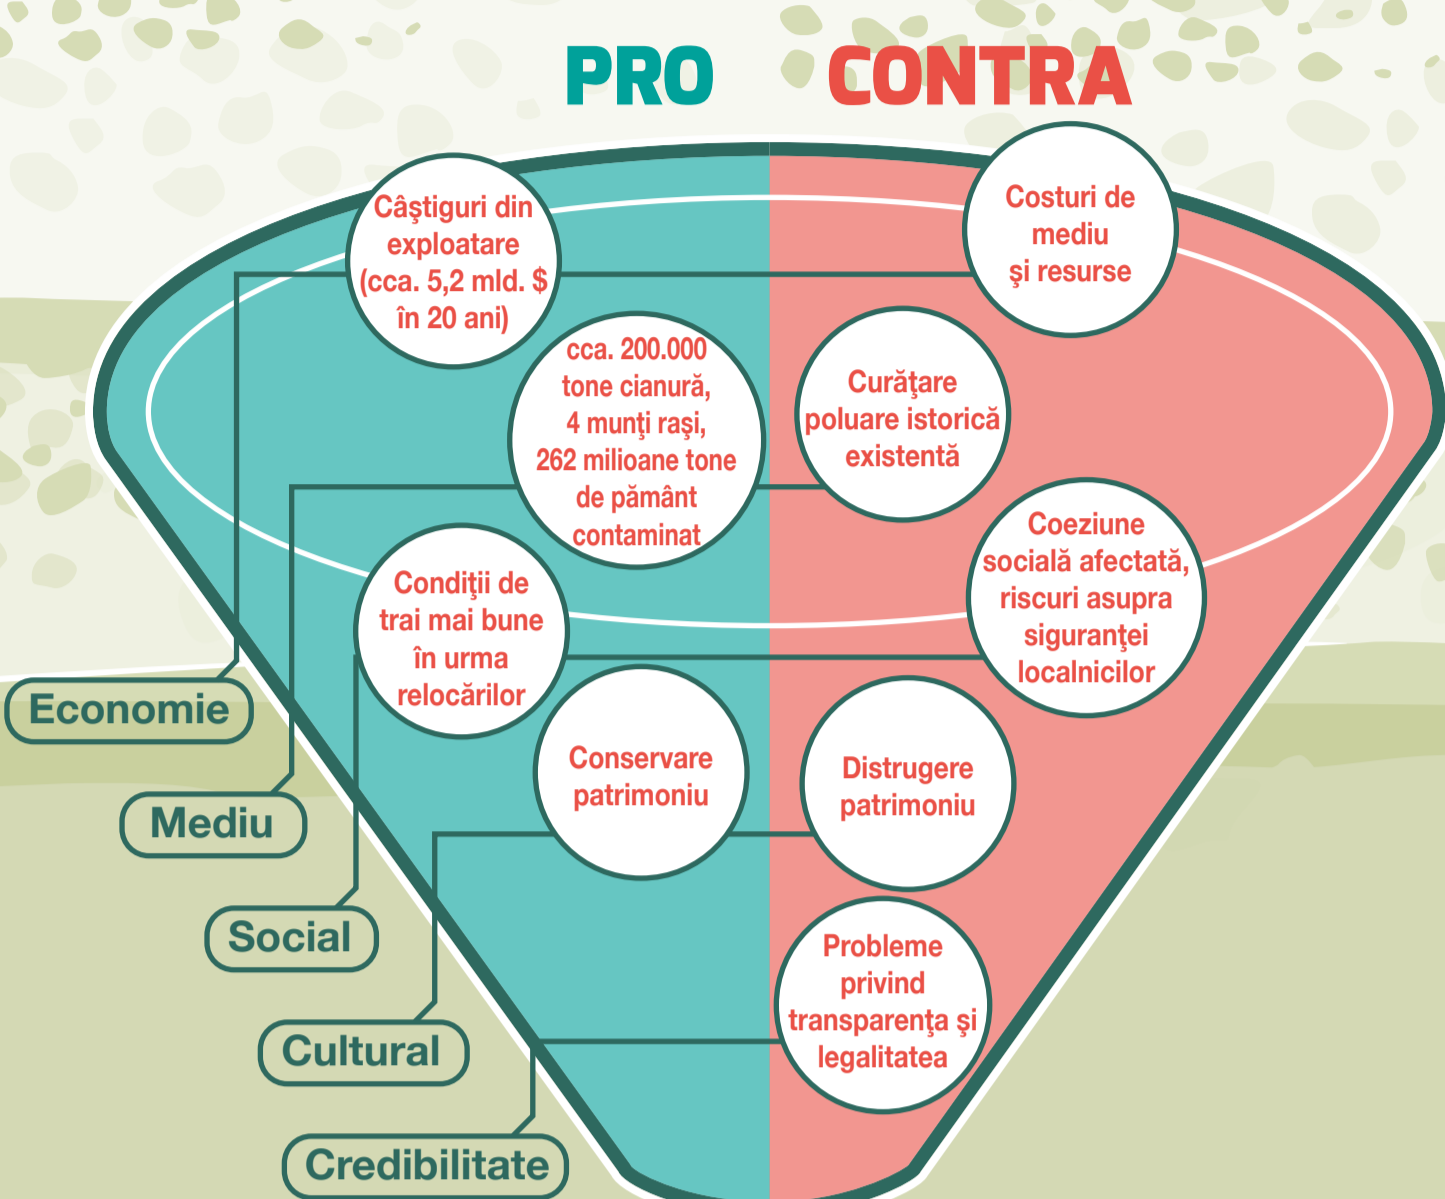 PRO
CONTRA
Câştiguri din
exploatare
(cca. 5,2 mld. $
în 20 ani)
Costuri de
mediu
şi resurse
cca. 200.000
tone cianură,
4 munţi raşi,
262 milioane tone
de pământ
contaminat
Curăţare
poluare istorică
existentă
Condiţii de
trai mai bune
în urma
relocărilor
Coeziune
socială afectată,
riscuri asupra
siguranţei
localnicilor
Conservare
patrimoniu
Distrugere
patrimoniu
Probleme
privind
transparenţa şi
legalitatea
Economie
Mediu
Social
Cultural
Credibilitate